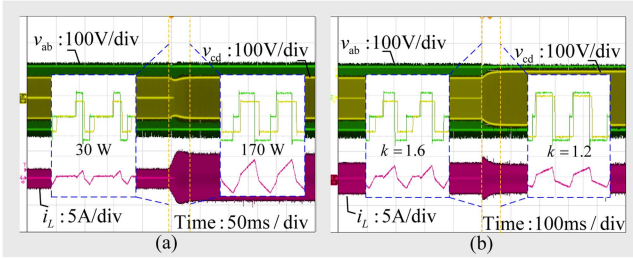 v_ab :100V/div
v_cd :100V/div
30 W
170 W
i_L :5A/div
Time :50ms / div
(a)
v_ab :100V/div
v_cd :100V/div
k = 1.6
k = 1.2
i_L :5A/div
Time :100ms / div
(b)